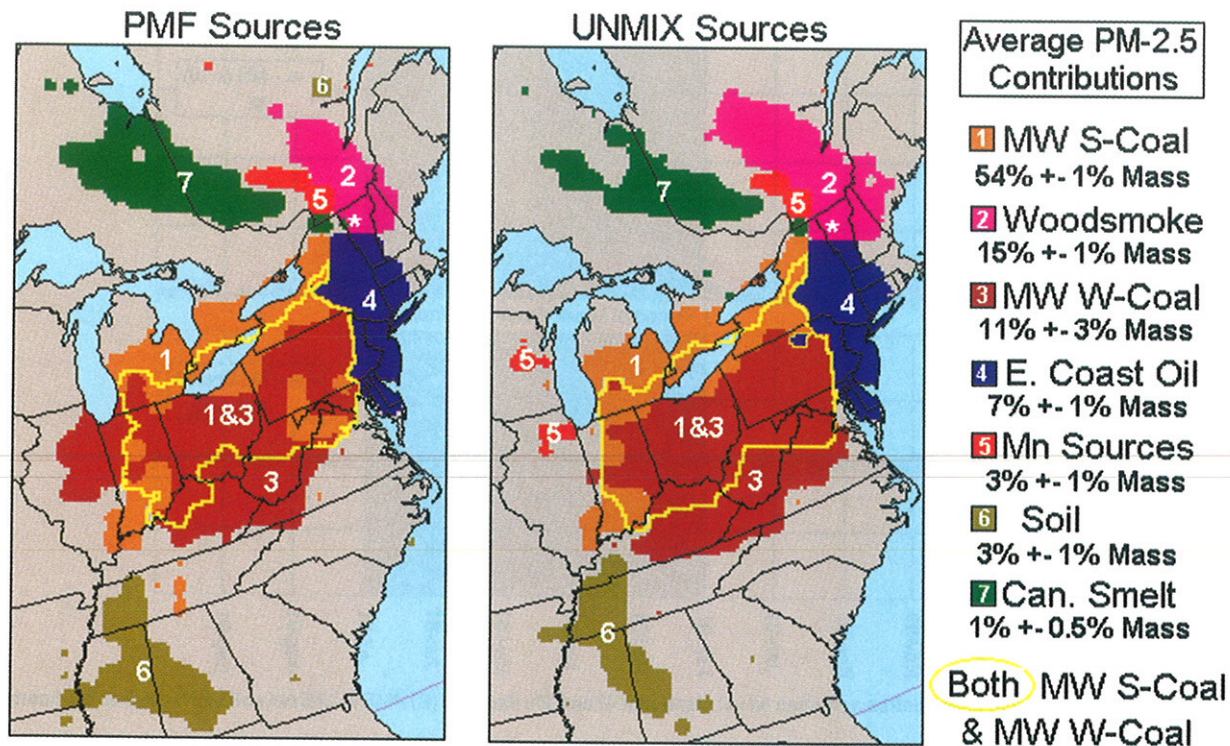 PMF Sources
6
7
2
5
*
4
1
1&3
3
6
UNMIX Sources
7
2
5
*
4
5
1
5
1&3
3
6
Average PM-2.5
Contributions
1 MW S-Coal
54% +-1% Mass
2 Woodsmoke
15% +-1% Mass
3 MW W-Coal
11% +-3% Mass
4 E. Coast Oil
7% +-1% Mass
5 Mn Sources
3% +-1% Mass
6 Soil
3% +-1% Mass
7 Can. Smelt
1% +-0.5% Mass
Both MW S-Coal
& MW W-Coal